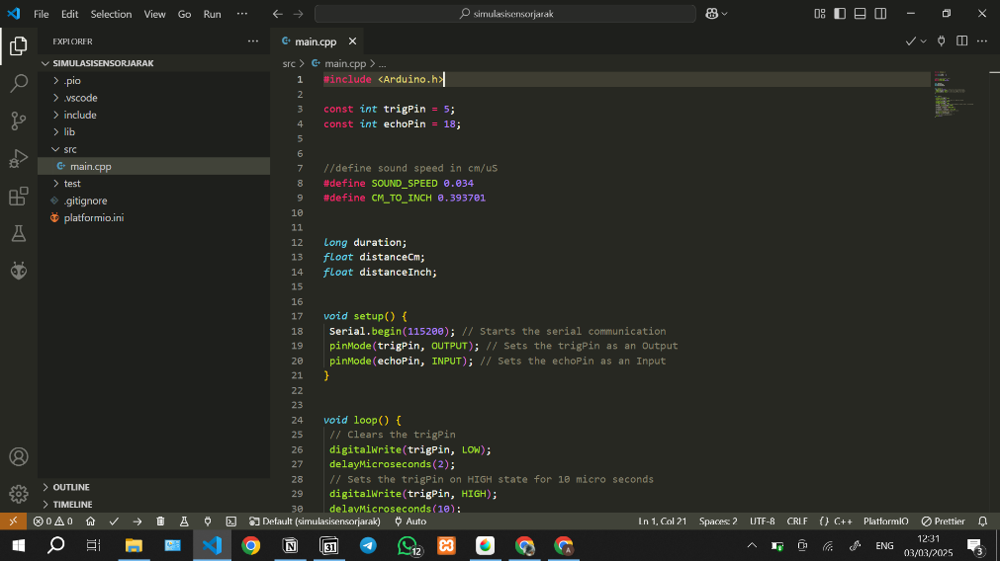 File Edit Selection View Go Run ··· simulasisensorjarak
EXPLORER ···
SIMULASISENSORJARAK
.pio
.vscode
include
lib
src
main.cpp
test
.gitignore
platformio.ini
OUTLINE
TIMELINE
main.cpp
src > main.cpp > ...
1 #include <Arduino.h>
2
3 const int trigPin = 5;
4 const int echoPin = 18;
5
6
7 //define sound speed in cm/uS
8 #define SOUND_SPEED 0.034
9 #define CM_TO_INCH 0.393701
10
11
12 long duration;
13 float distanceCm;
14 float distanceInch;
15
16
17 void setup() {
18 Serial.begin(115200); // Starts the serial communication
19 pinMode(trigPin, OUTPUT); // Sets the trigPin as an Output
20 pinMode(echoPin, INPUT); // Sets the echoPin as an Input
21 }
22
23
24 void loop() {
25 // Clears the trigPin
26 digitalWrite(trigPin, LOW);
27 delayMicroseconds(2);
28 // Sets the trigPin on HIGH state for 10 micro seconds
29 digitalWrite(trigPin, HIGH);
30 delayMicroseconds(10);
0 0 Default (simulasisensorjarak) Auto Ln 1, Col 21 Spaces: 2 UTF-8 CRLF {} C++ PlatformIO Prettier
31 12 ENG 12:31 3
03/03/2025